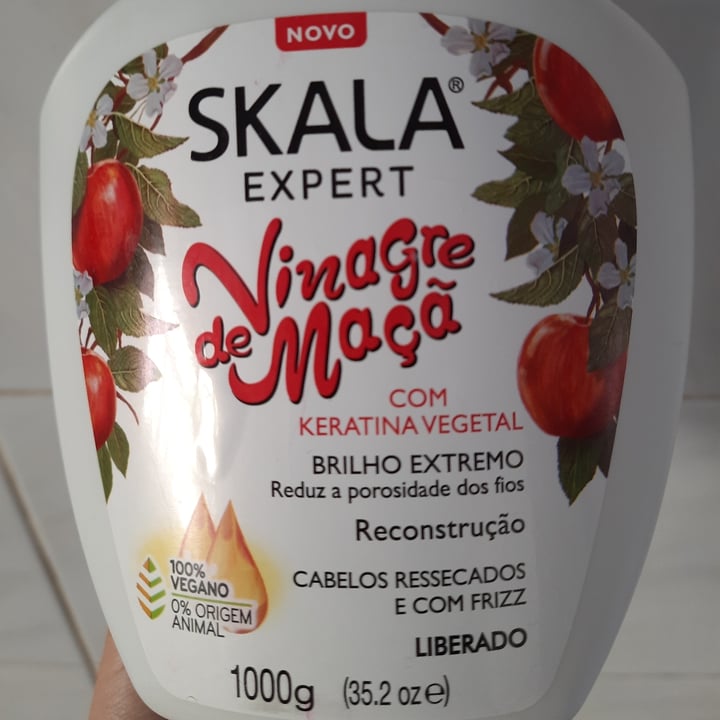 NOVO
SKALA®
EXPERT
Vinagre
de Maçã
COM
KERATINA VEGETAL
BRILHO EXTREMO
Reduz a porosidade dos fios
Reconstrução
CABELOS RESSECADOS
E COM FRIZZ
LIBERADO
100%
VEGANO
0% ORIGEM
ANIMAL
1000g (35.2 oz e)